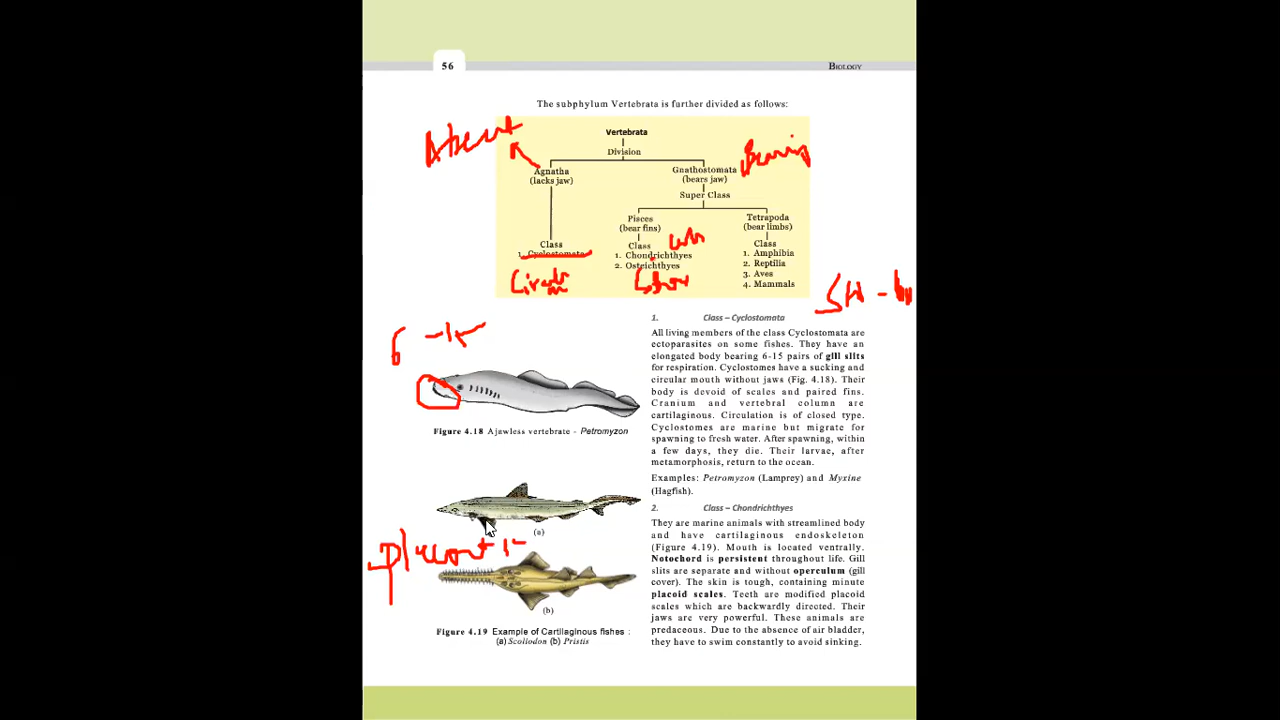 56
BIOLOGY
The subphylum Vertebrata is further divided as follows:
Absent
Vertebrata
Division
Bearing
Agnatha
(lacks jaw)
Gnathostomata
(bears jaw)
Super Class
Pisces
(bear fins)
Tetrapoda
(bear limbs)
Class
1. Cyclostomata
Class
1. Chondrichthyes
2. Osteichthyes
Class
1. Amphibia
2. Reptilia
3. Aves
4. Mammals
6 - 15
1. Class – Cyclostomata
All living members of the class Cyclostomata are
ectoparasites on some fishes. They have an
elongated body bearing 6-15 pairs of gill slits
for respiration. Cyclostomes have a sucking and
circular mouth without jaws (Fig. 4.18). Their
body is devoid of scales and paired fins.
Cranium and vertebral column are
cartilaginous. Circulation is of closed type.
Cyclostomes are marine but migrate for
spawning to fresh water. After spawning, within
a few days, they die. Their larvae, after
metamorphosis, return to the ocean.
Examples: Petromyzon (Lamprey) and Myxine
(Hagfish).
Figure 4.18 A jawless vertebrate - Petromyzon
(a)
(b)
Figure 4.19 Example of Cartilaginous fishes :
(a) Scoliodon (b) Pristis
2. Class – Chondrichthyes
They are marine animals with streamlined body
and have cartilaginous endoskeleton
(Figure 4.19). Mouth is located ventrally.
Notochord is persistent throughout life. Gill
slits are separate and without operculum (gill
cover). The skin is tough, containing minute
placoid scales. Teeth are modified placoid
scales which are backwardly directed. Their
jaws are very powerful. These animals are
predaceous. Due to the absence of air bladder,
they have to swim constantly to avoid sinking.